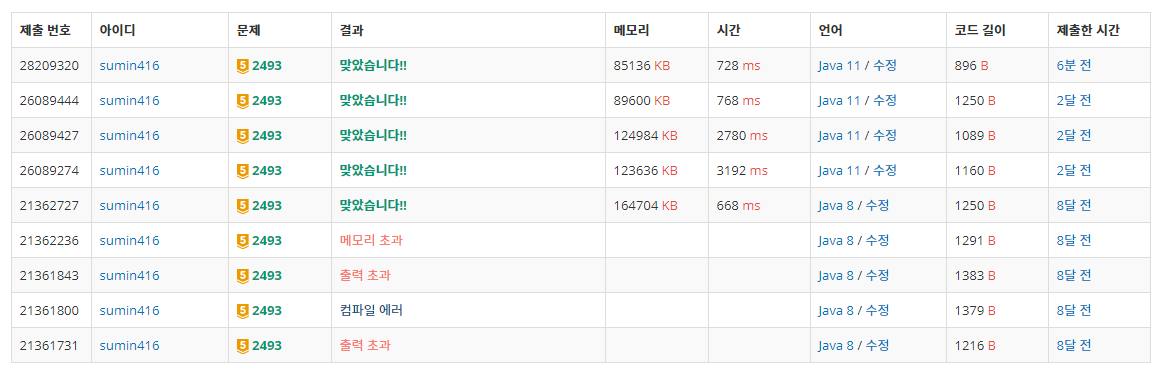 제출 번호 아이디 문제 결과 메모리 시간 언어 코드 길이 제출한 시간
28209320 sumin416 5 2493 맞았습니다!! 85136 KB 728 ms Java 11 / 수정 896 B 6분 전
26089444 sumin416 5 2493 맞았습니다!! 89600 KB 768 ms Java 11 / 수정 1250 B 2달 전
26089427 sumin416 5 2493 맞았습니다!! 124984 KB 2780 ms Java 11 / 수정 1089 B 2달 전
26089274 sumin416 5 2493 맞았습니다!! 123636 KB 3192 ms Java 11 / 수정 1160 B 2달 전
21362727 sumin416 5 2493 맞았습니다!! 164704 KB 668 ms Java 8 / 수정 1250 B 8달 전
21362236 sumin416 5 2493 메모리 초과 Java 8 / 수정 1291 B 8달 전
21361843 sumin416 5 2493 출력 초과 Java 8 / 수정 1383 B 8달 전
21361800 sumin416 5 2493 컴파일 에러 Java 8 / 수정 1379 B 8달 전
21361731 sumin416 5 2493 출력 초과 Java 8 / 수정 1216 B 8달 전